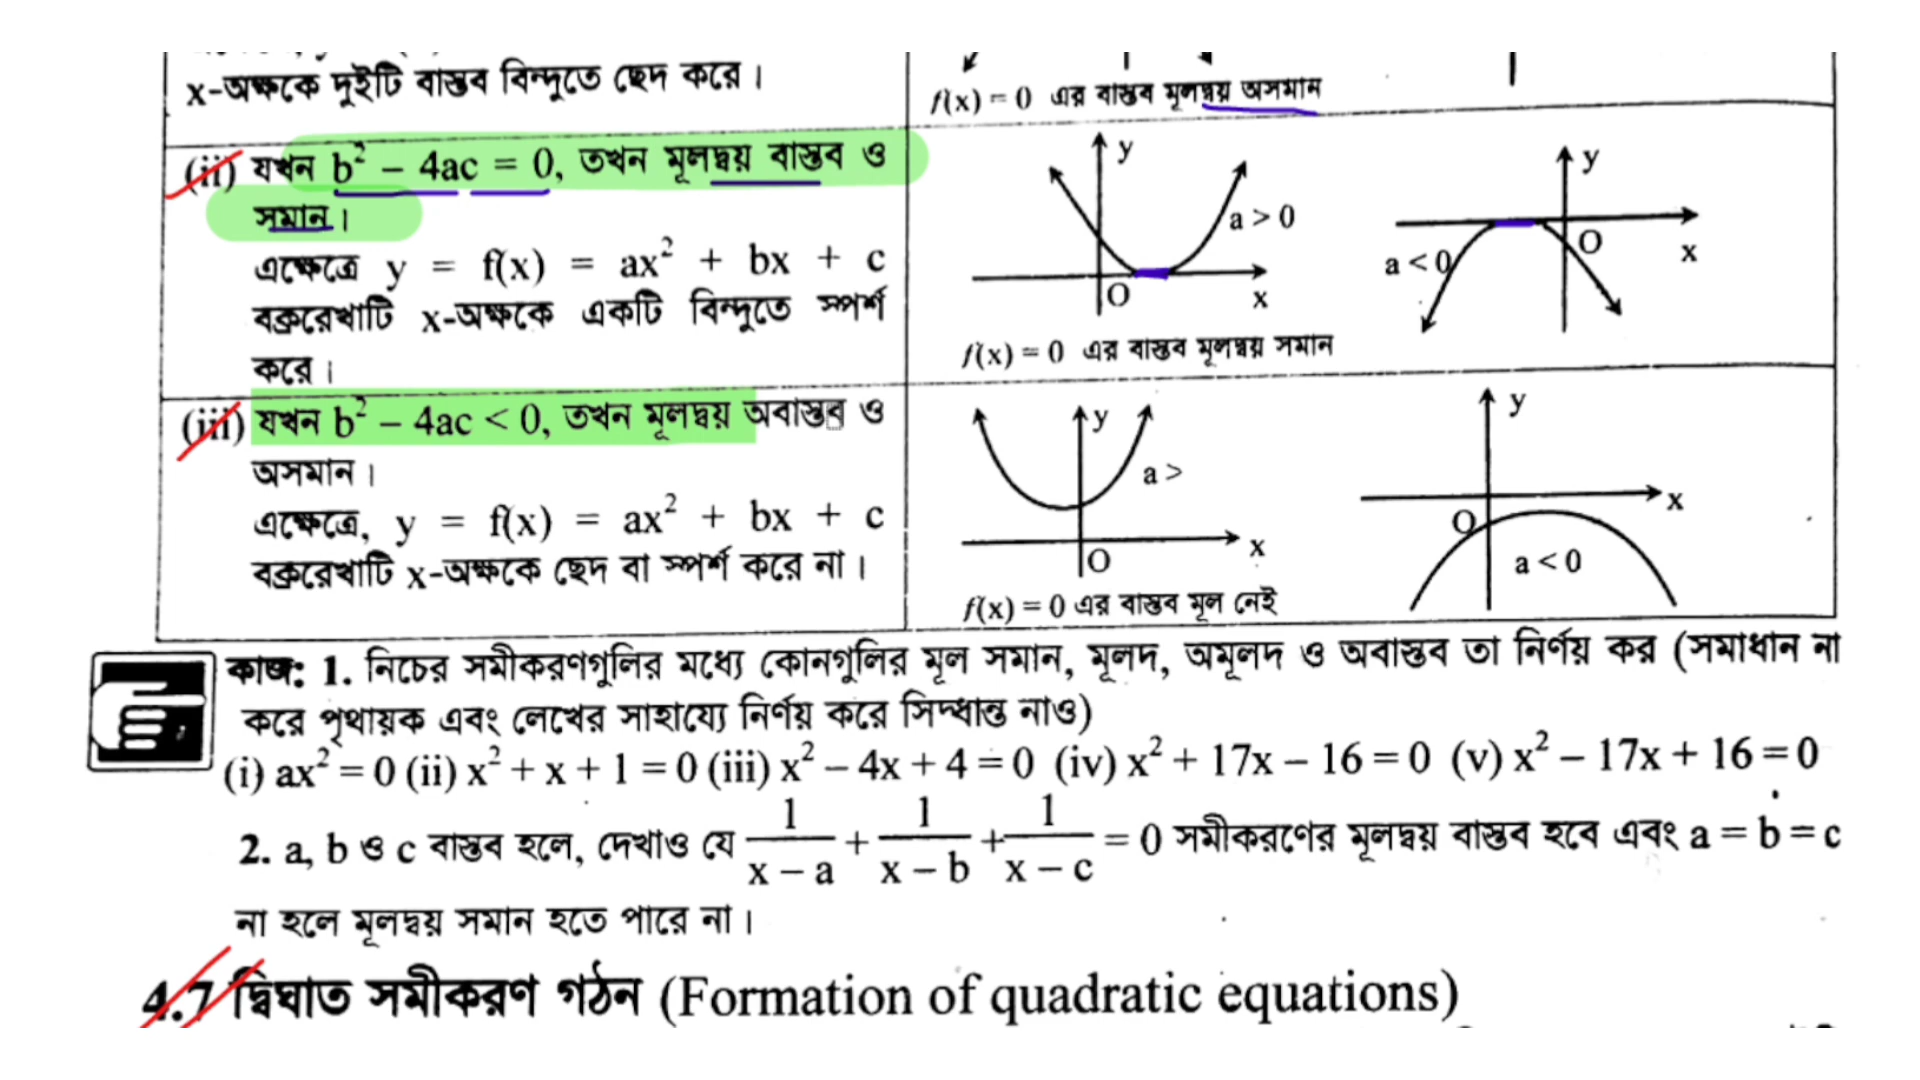 x-অক্ষকে দুইটি বাস্তব বিন্দুতে ছেদ করে।
f(x) = 0 এর বাস্তব মূলদ্বয় অসমান
(ii) যখন b² – 4ac = 0, তখন মূলদ্বয় বাস্তব ও
সমান।
এক্ষেত্রে y = f(x) = ax² + bx + c
বক্ররেখাটি x-অক্ষকে একটি বিন্দুতে স্পর্শ
করে।
y
a > 0
O
x
y
a < 0
O
x
f(x) = 0 এর বাস্তব মূলদ্বয় সমান
(iii) যখন b² – 4ac < 0, তখন মূলদ্বয় অবাস্তব ও
অসমান।
এক্ষেত্রে, y = f(x) = ax² + bx + c
বক্ররেখাটি x-অক্ষকে ছেদ বা স্পর্শ করে না।
y
a >
O
x
y
x
O
a < 0
f(x) = 0 এর বাস্তব মূল নেই
কাজ: 1. নিচের সমীকরণগুলির মধ্যে কোনগুলির মূল সমান, মূলদ, অমূলদ ও অবাস্তব তা নির্ণয় কর (সমাধান না
করে পৃথায়ক এবং লেখের সাহায্যে নির্ণয় করে সিদ্ধান্ত নাও)
(i) ax² = 0 (ii) x² + x + 1 = 0 (iii) x² – 4x + 4 = 0 (iv) x² + 17x – 16 = 0 (v) x² – 17x + 16 = 0
2. a, b ও c বাস্তব হলে, দেখাও যে 1/(x – a) + 1/(x – b) + 1/(x – c) = 0 সমীকরণের মূলদ্বয় বাস্তব হবে এবং a = b = c
না হলে মূলদ্বয় সমান হতে পারে না।
4.7 দ্বিঘাত সমীকরণ গঠন (Formation of quadratic equations)